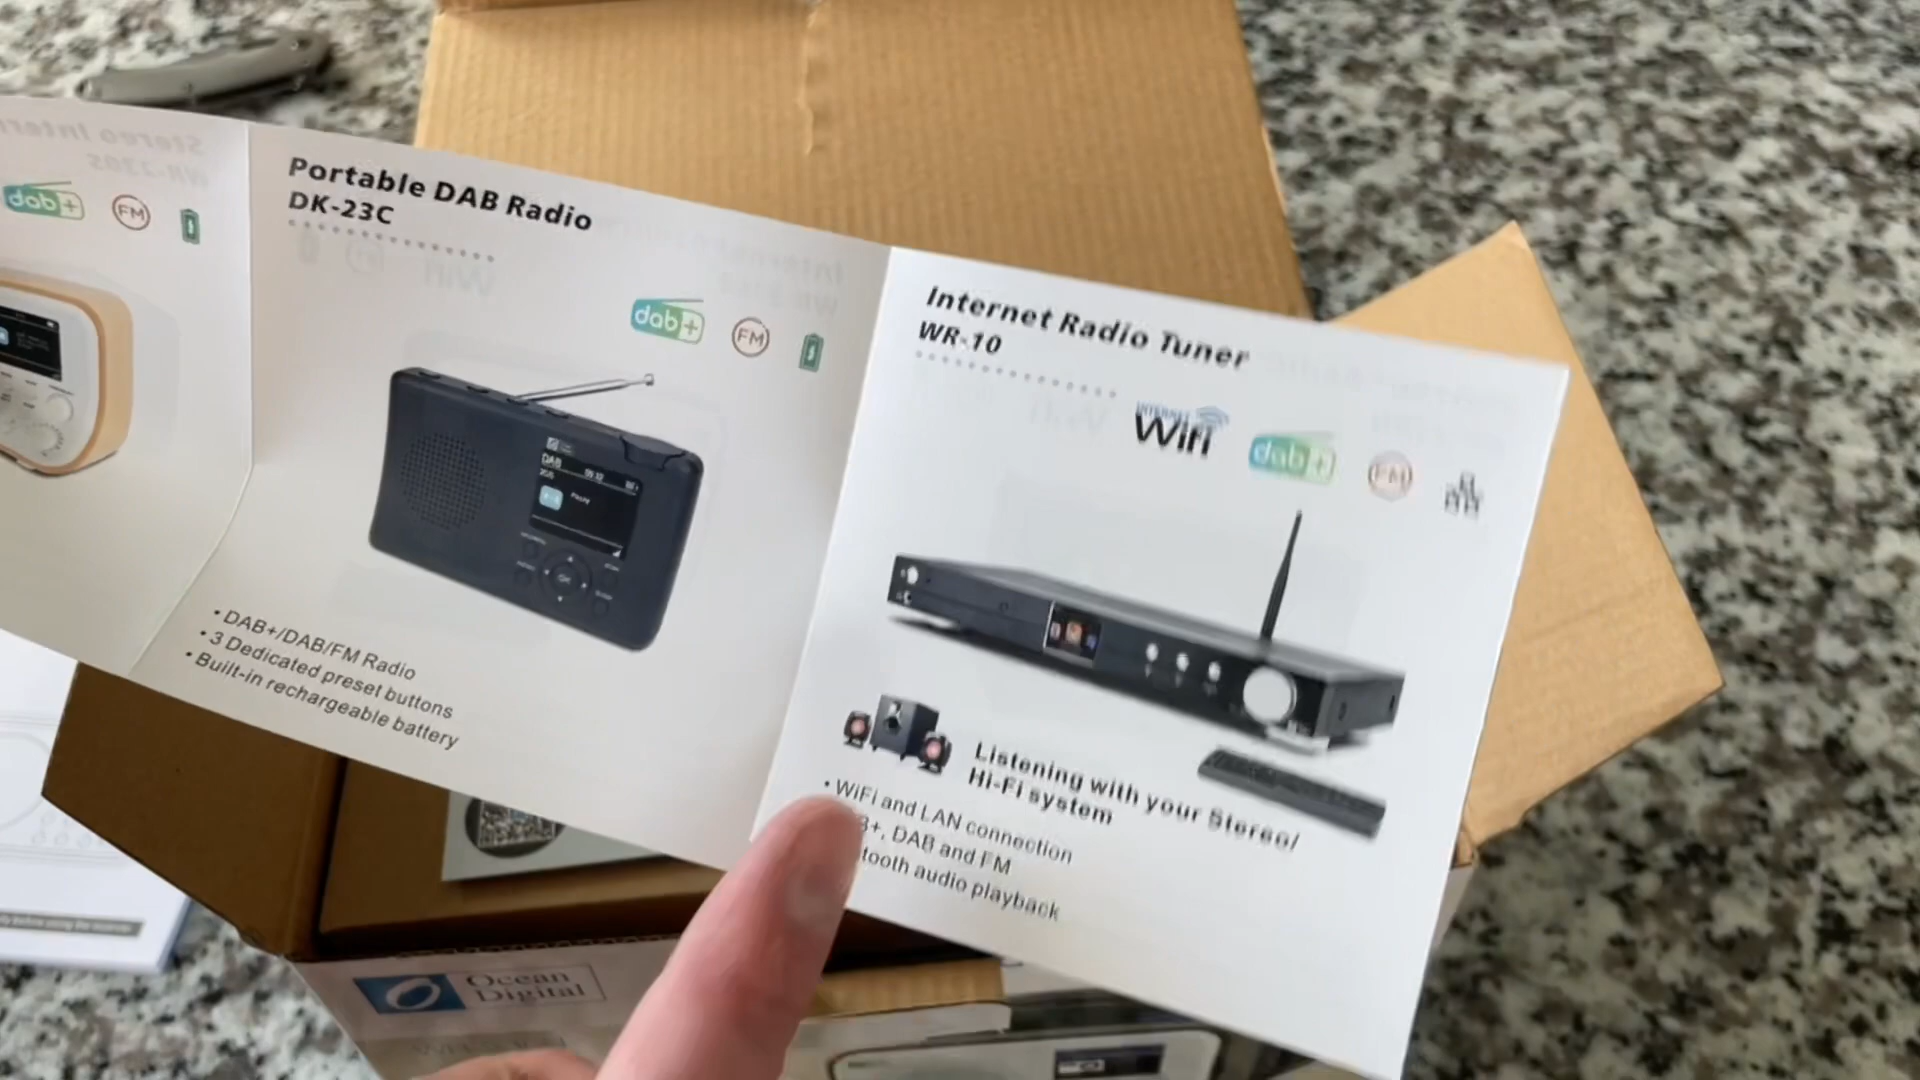 dab+
FM
Portable DAB Radio
DK-23C
dab+
FM
DAB
• DAB+/DAB/FM Radio
• 3 Dedicated preset buttons
• Built-in rechargeable battery
Internet Radio Tuner
WR-10
INTERNET
Wifi
dab+
FM
Listening with your Stereo/
Hi-Fi system
• WiFi and LAN connection
B+, DAB and FM
tooth audio playback
Ocean
Digital